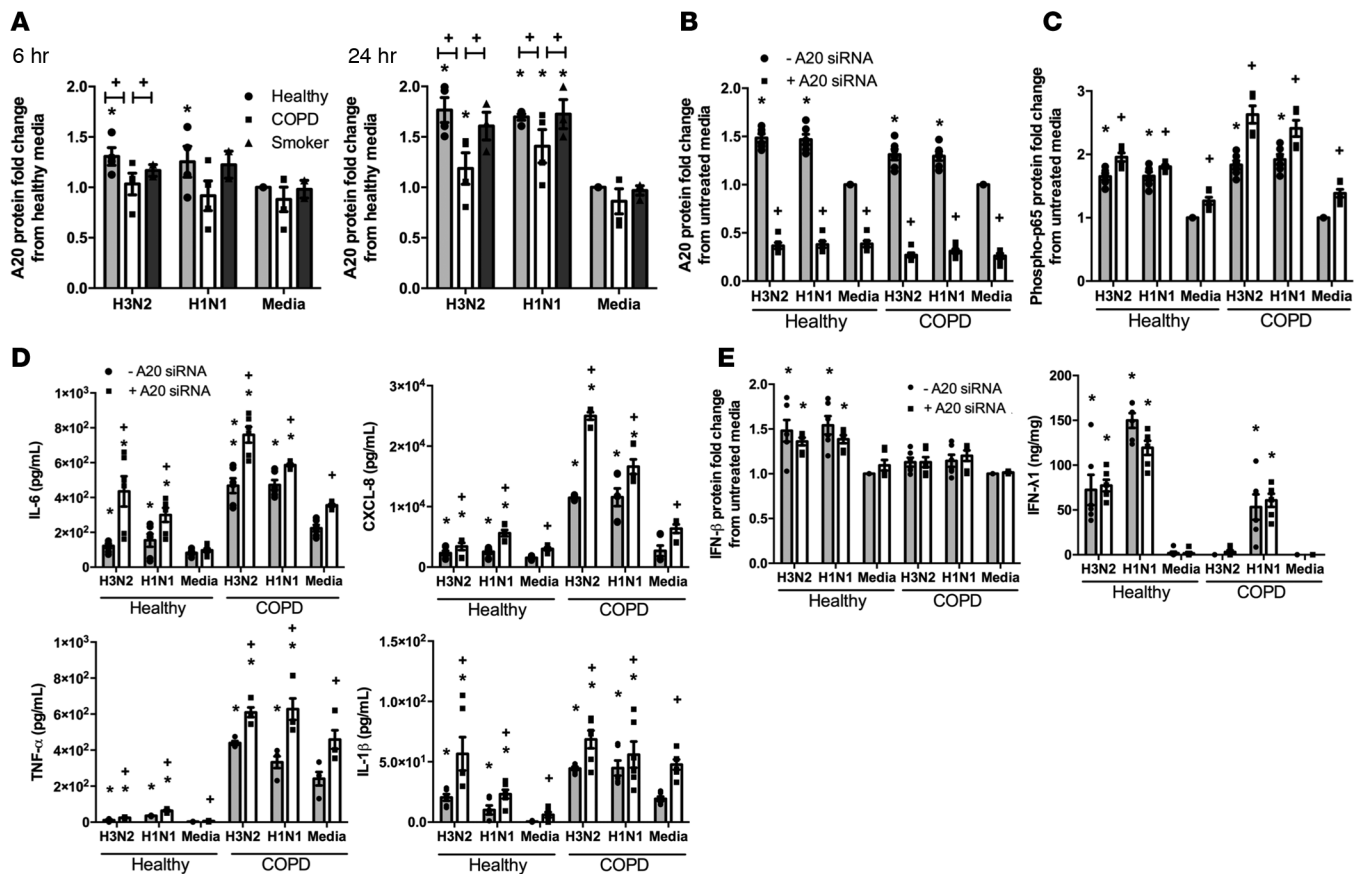 A
6 hr
A20 protein fold change
from healthy media
2.0
1.5
1.0
0.5
0.0
+ +
* *
Healthy
COPD
Smoker
H3N2 H1N1 Media
24 hr
A20 protein fold change
from healthy media
2.0
1.5
1.0
0.5
0.0
+ + + +
* * * * *
H3N2 H1N1 Media
B
A20 protein fold change
from untreated media
2.0
1.5
1.0
0.5
0.0
- A20 siRNA
+ A20 siRNA
* * * *
+ + + + + +
H3N2 H1N1 Media H3N2 H1N1 Media
Healthy COPD
C
Phospho-p65 protein fold change
from untreated media
3
2
1
0
* + * + + * + * + +
H3N2 H1N1 Media H3N2 H1N1 Media
Healthy COPD
D
- A20 siRNA
+ A20 siRNA
IL-6 (pg/mL)
1×10³
8×10²
6×10²
4×10²
2×10²
0
* +* * +* ** +* * +* +
H3N2 H1N1 Media H3N2 H1N1 Media
Healthy COPD
CXCL-8 (pg/mL)
3×10⁴
2×10⁴
1×10⁴
0
* +* * +* + * +* * +* +
H3N2 H1N1 Media H3N2 H1N1 Media
Healthy COPD
TNF-α (pg/mL)
1×10³
8×10²
6×10²
4×10²
2×10²
0
* +* * +* + * +* * +* +
H3N2 H1N1 Media H3N2 H1N1 Media
Healthy COPD
IL-1β (pg/mL)
1.5×10²
1.0×10²
5.0×10¹
0
* +* * +* + * +* * +* +
H3N2 H1N1 Media H3N2 H1N1 Media
Healthy COPD
E
IFN-β protein fold change
from untreated media
2.0
1.5
1.0
0.5
0.0
- A20 siRNA
+ A20 siRNA
* * * *
H3N2 H1N1 Media H3N2 H1N1 Media
Healthy COPD
IFN-λ1 (ng/mg)
200
150
100
50
0
* * * * * *
H3N2 H1N1 Media H3N2 H1N1 Media
Healthy COPD